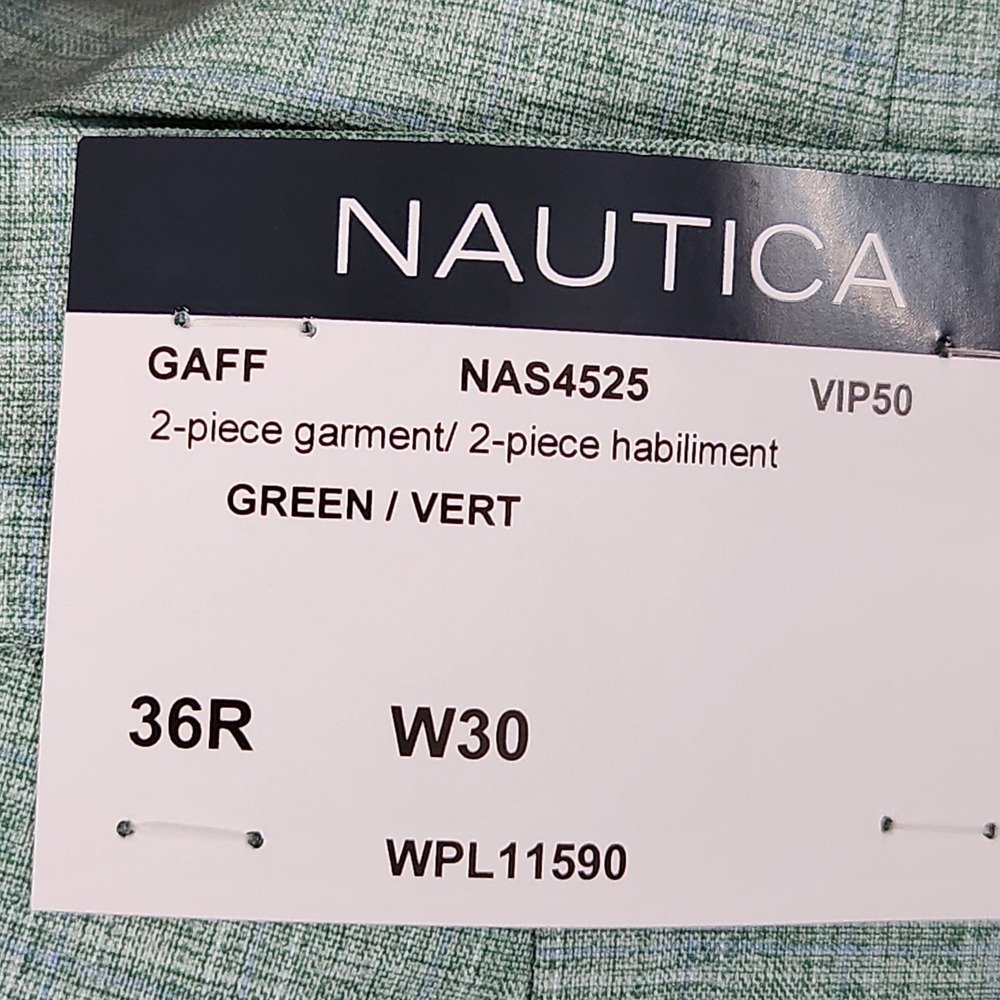 NAUTICA
GAFF NAS4525 VIP50
2-piece garment/ 2-piece habiliment
GREEN / VERT
36R W30
WPL11590